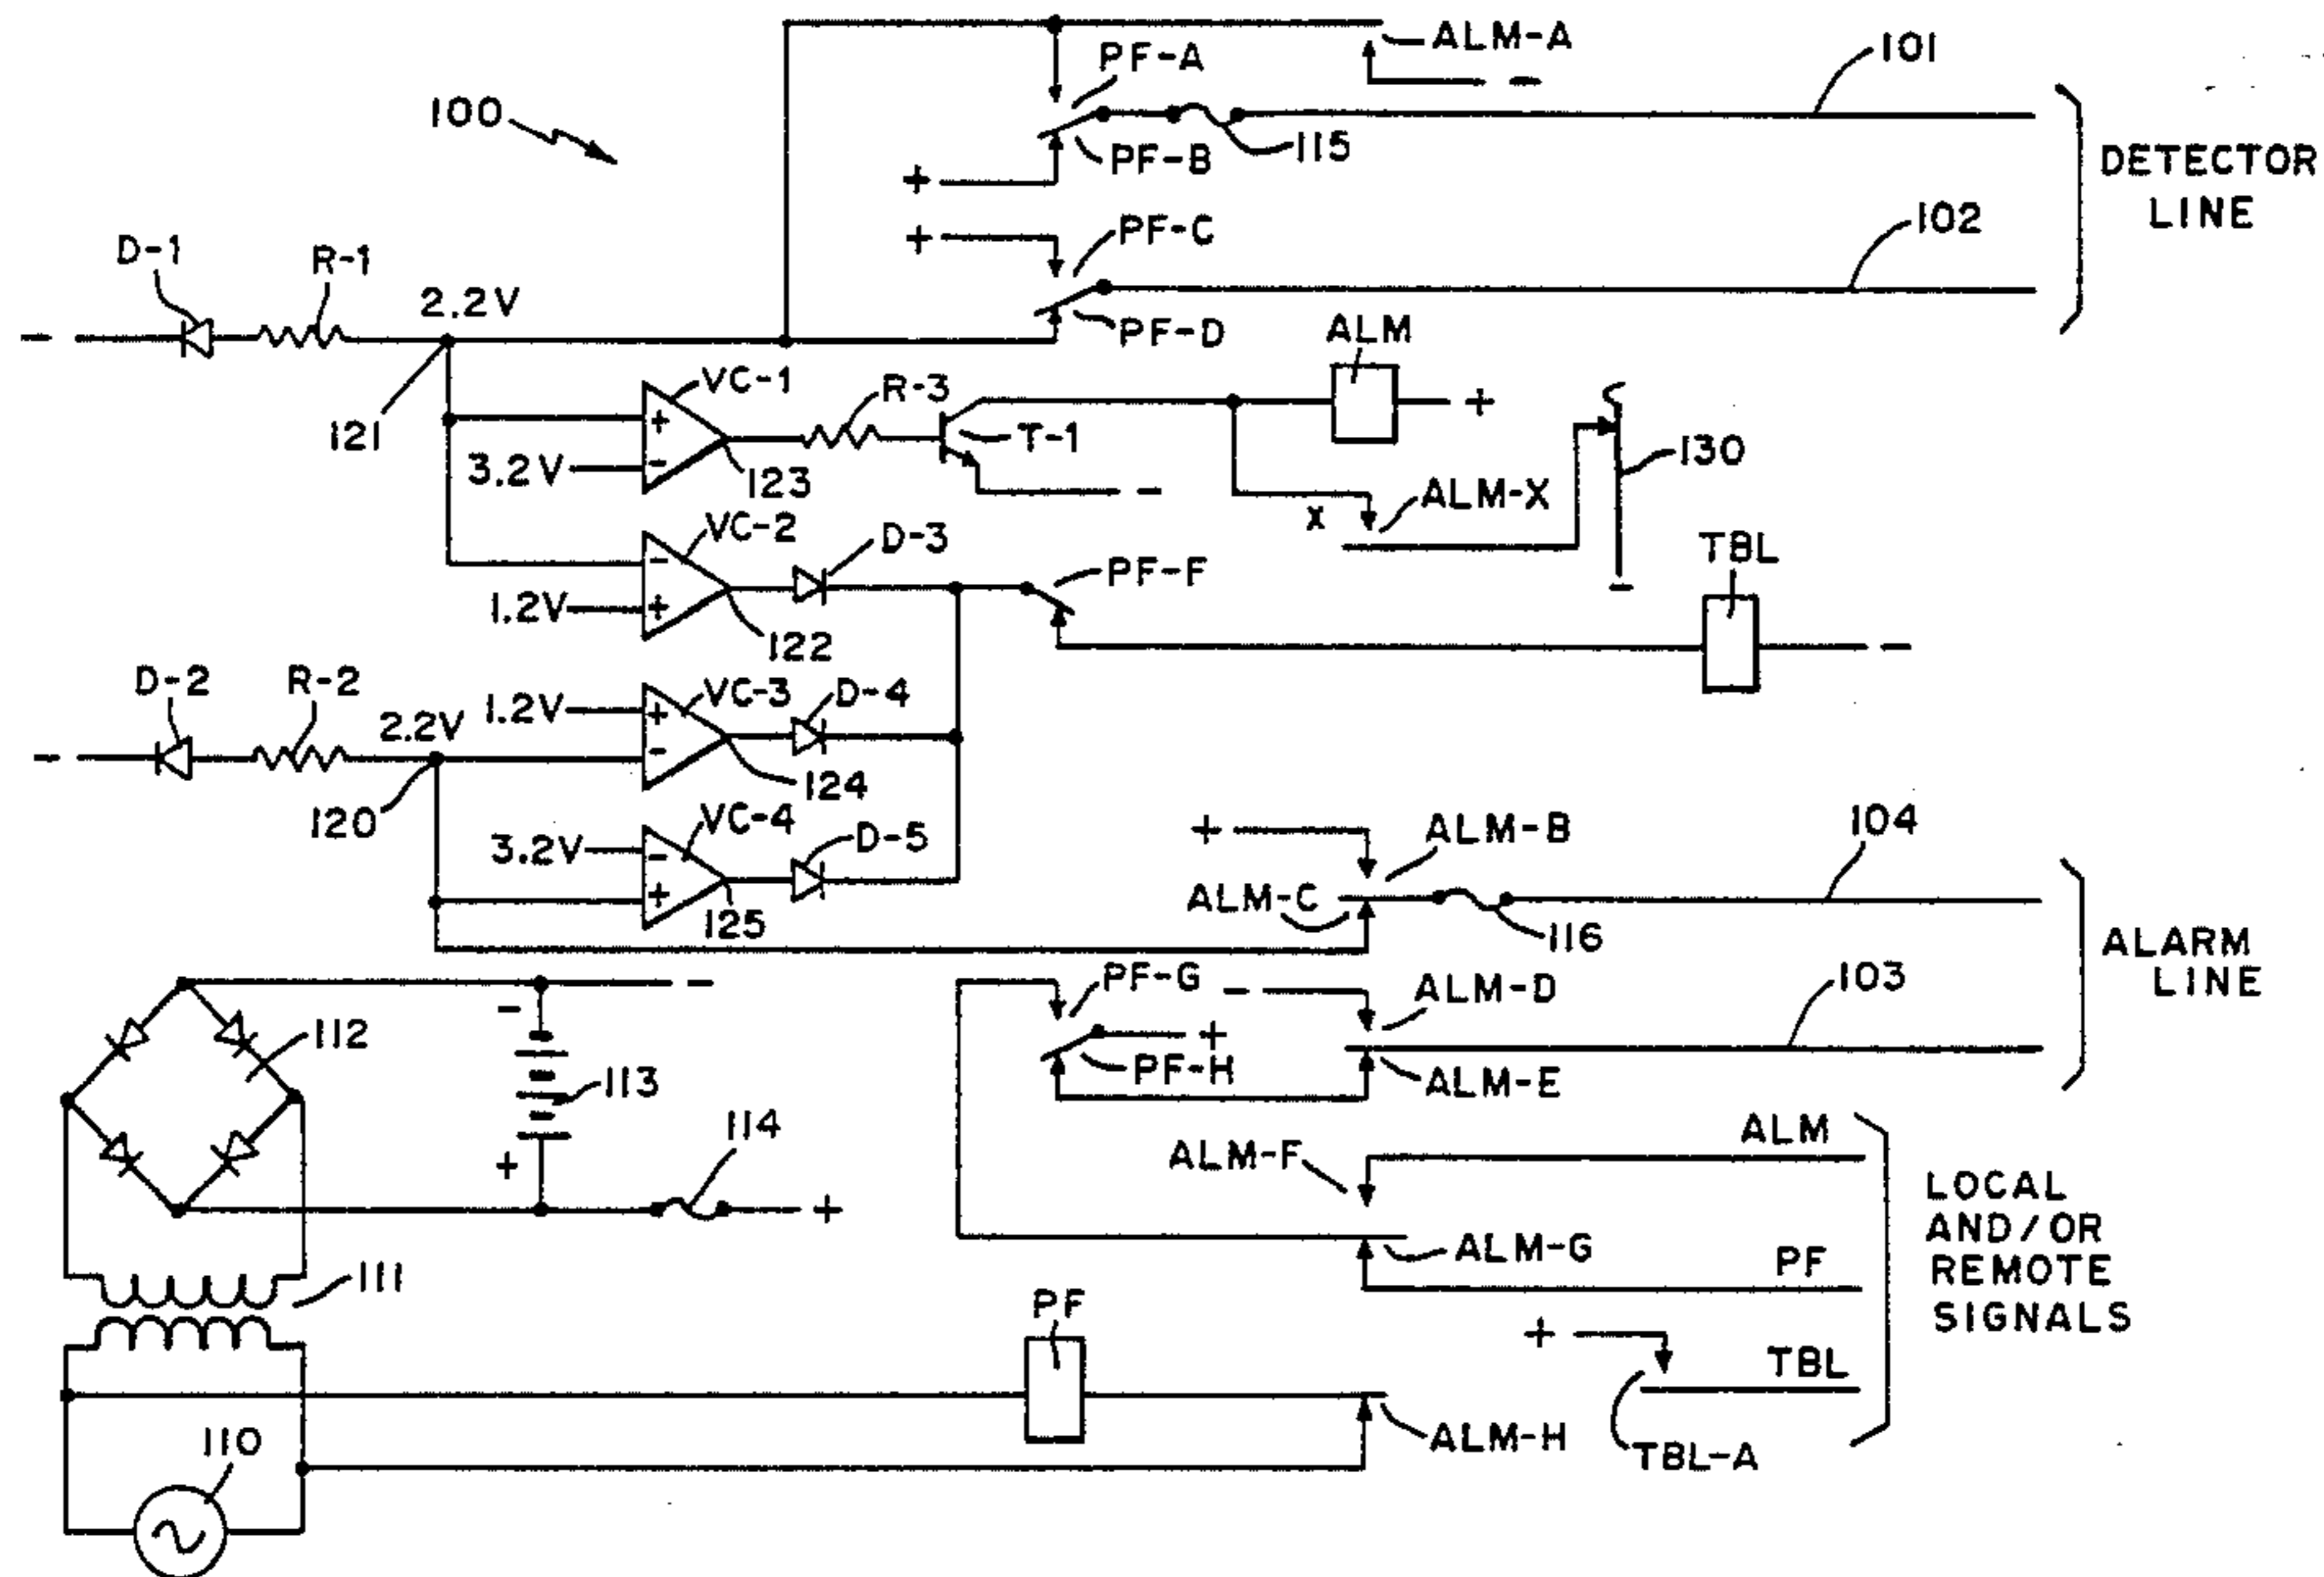 ALM-A
PF-A
101
100
115
PF-B
+
-
DETECTOR
LINE
+
PF-C
102
D-1
R-1
2.2V
-
PF-D
ALM
VC-1
R-3
+
121
+
T-1
3.2V
-
123
-
130
ALM-X
X
VC-2
D-3
TBL
-
PF-F
-
1.2V
+
122
-
D-2
R-2
VC-3
D-4
1.2V
+
2.2V
-
-
124
120
VC-4
D-5
+
ALM-B
104
3.2V
-
ALM-C
+
125
116
ALARM
LINE
PF-G
-
ALM-D
103
-
-
112
+
PF-H
ALM-E
113
114
ALM
ALM-F
+
+
LOCAL
AND/OR
REMOTE
SIGNALS
ALM-G
PF
111
PF
+
TBL
110
ALM-H
TBL-A